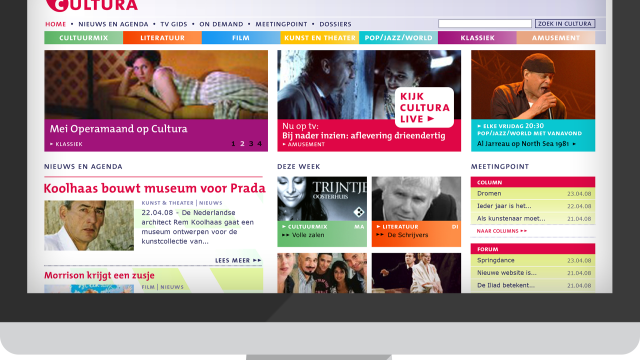 CULTURA
HOME • NIEUWS EN AGENDA • TV GIDS • ON DEMAND • MEETINGPOINT • DOSSIERS
ZOEK IN CULTURA
CULTUURMIX LITERATUUR FILM KUNST EN THEATER POP/JAZZ/WORLD KLASSIEK AMUSEMENT
Mei Operamaand op Cultura
KLASSIEK
1 2 3 4
KIJK
CULTURA
LIVE
Nu op tv:
Bij nader inzien: aflevering drieendertig
AMUSEMENT
ELKE VRIJDAG 20:30
POP/JAZZ/WORLD MET VANAVOND
Al Jarreau op North Sea 1981
NIEUWS EN AGENDA
Koolhaas bouwt museum voor Prada
KUNST & THEATER | NIEUWS
22.04.08 - De Nederlandse
architect Rem Koolhaas gaat een
museum ontwerpen voor de
kunstcollectie van...
LEES MEER
Morrison krijgt een zusje
FILM | NIEUWS
DEZE WEEK
TRIJNTJE
OOSTERHUIS
CULTUURMIX MA
Volle zalen
LITERATUUR DI
De Schrijvers
MEETINGPOINT
COLUMN
Dromen 23.04.08
Ieder jaar is het... 22.04.08
Als kunstenaar moet... 21.04.08
NAAR COLUMNS
FORUM
Springdance 23.04.08
Nieuwe website is... 21.04.08
De Iliad betekent... 21.04.08